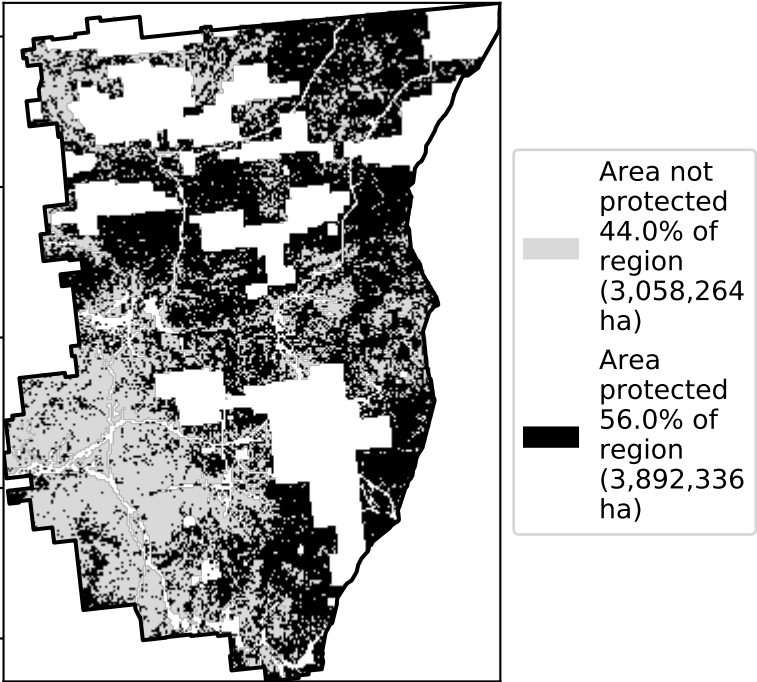 Area not
protected
44.0% of
region
(3,058,264
ha)
Area
protected
56.0% of
region
(3,892,336
ha)